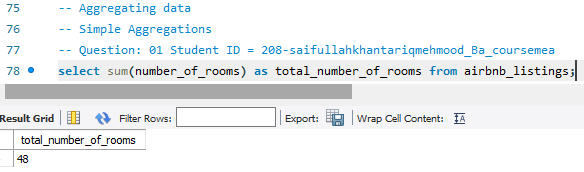 75 -- Aggregating data
76 -- Simple Aggregations
77 -- Question: 01 Student ID = 208-saifullahkhantariqmehmood_Ba_coursemea
78 select sum(number_of_rooms) as total_number_of_rooms from airbnb_listings;
Result Grid Filter Rows: Export: Wrap Cell Content: IA
total_number_of_rooms
48